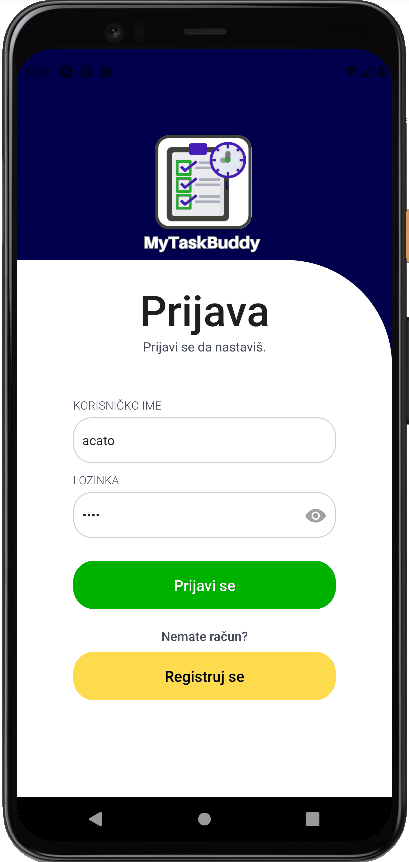 MyTaskBuddy
Prijava
Prijavi se da nastaviš.
KORISNIČKO IME
acato
LOZINKA
••••
Prijavi se
Nemate račun?
Registruj se